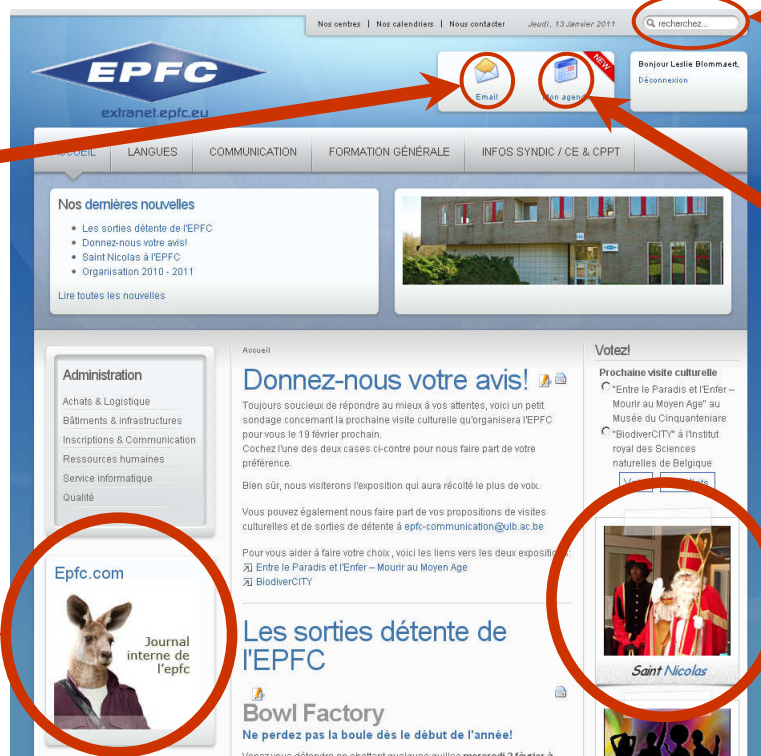 Nos centres | Nos calendriers | Nous contacter Jeudi, 13 Janvier 2011
recherchez...
EPFC
extranet.epfc.eu
Email
Mon agenda
NEW
Bonjour Leslie Blommaert,
Déconnexion
ACCUEIL LANGUES COMMUNICATION FORMATION GÉNÉRALE INFOS SYNDIC / CE & CPPT
Nos dernières nouvelles
Les sorties détente de l'EPFC
Donnez-nous votre avis!
Saint Nicolas à l'EPFC
Organisation 2010 - 2011
Lire toutes les nouvelles
Administration
Achats & Logistique
Bâtiments & infrastructures
Inscriptions & Communication
Ressources humaines
Service informatique
Qualité
Epfc.com
Journal
interne de
l'epfc
Accueil
Donnez-nous votre avis!
Toujours soucieux de répondre au mieux à vos attentes, voici un petit
sondage concernant la prochaine visite culturelle qu'organisera l'EPFC
pour vous le 19 février prochain.
Cochez l'une des deux cases ci-contre pour nous faire part de votre
préférence.
Bien sûr, nous visiterons l'exposition qui aura récolté le plus de voix.
Vous pouvez également nous faire part de vos propositions de visites
culturelles et de sorties de détente à epfc-communication@ulb.ac.be
Pour vous aider à faire votre choix , voici les liens vers les deux expositions:
Entre le Paradis et l'Enfer – Mourir au Moyen Age
BiodiverCITY
Les sorties détente de
l'EPFC
Bowl Factory
Ne perdez pas la boule dès le début de l'année!
Venez vous détendre en abattant quelques quilles mercredi 2 février à
Votez!
Prochaine visite culturelle
"Entre le Paradis et l'Enfer –
Mourir au Moyen Age" au
Musée du Cinquantenaire
"BiodiverCITY" à l'Institut
royal des Sciences
naturelles de Belgique
Saint Nicolas